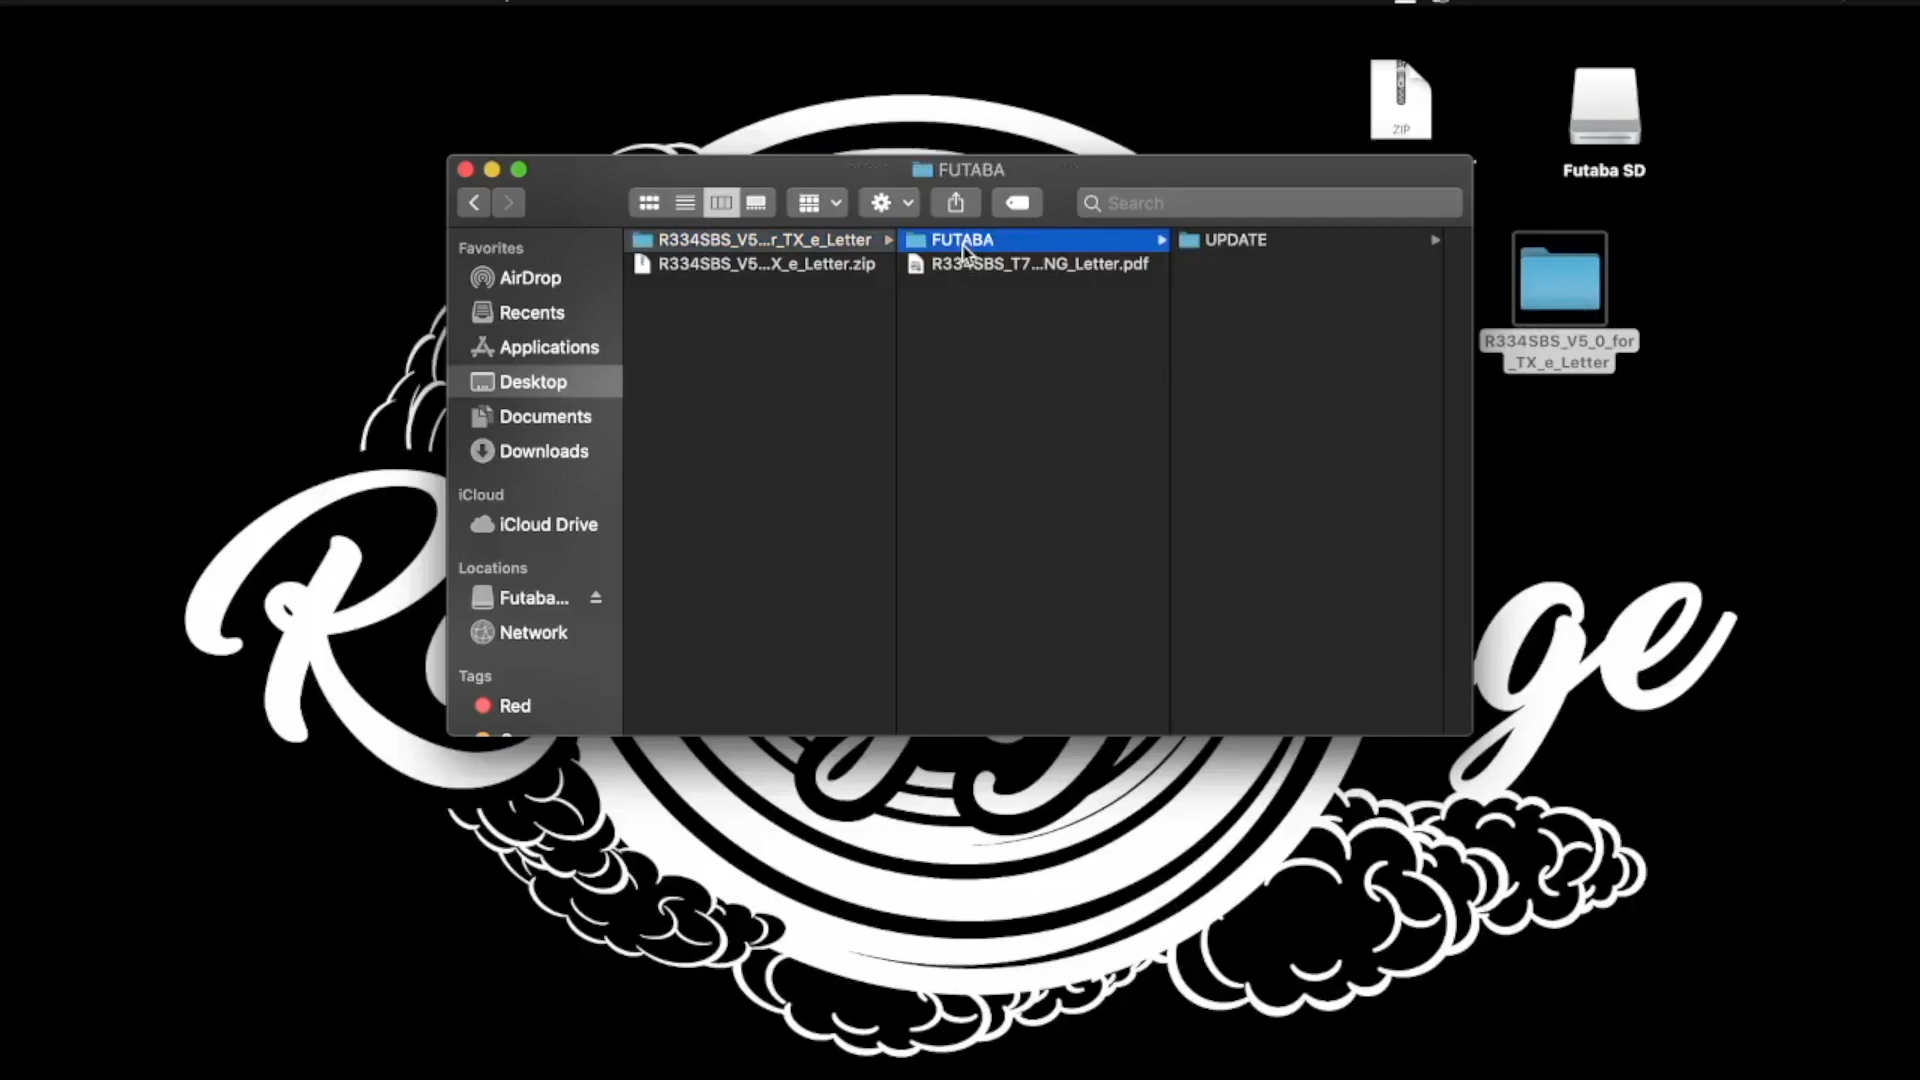 ZIP
Futaba SD
FUTABA
Search
Favorites
AirDrop
Recents
Applications
Desktop
Documents
Downloads
iCloud
iCloud Drive
Locations
Futaba...
Network
Tags
Red
R334SBS_V5...r_TX_e_Letter
R334SBS_V5...X_e_Letter.zip
FUTABA
R334SBS_T7...NG_Letter.pdf
UPDATE
R334SBS_V5_0_for
_TX_e_Letter